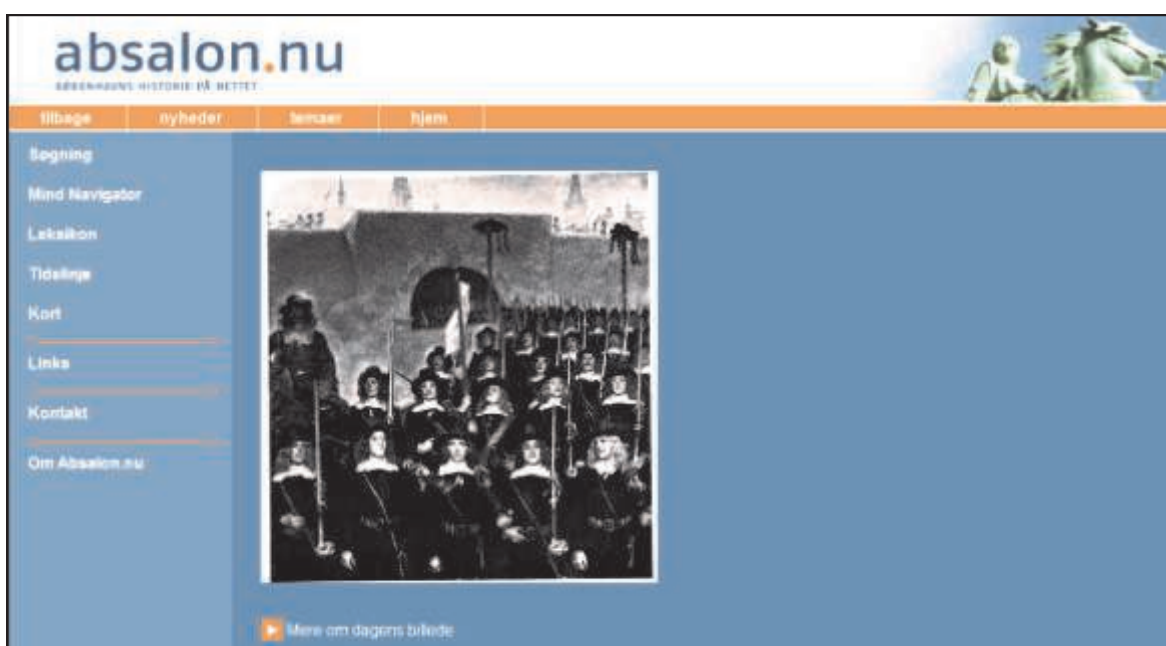 absalon.nu
KØBENHAVNS HISTORIE PÅ NETTET
tilbage nyheder temaer hjem
Søgning
Mind Navigator
Leksikon
Tidslinje
Kort
Links
Kontakt
Om Absalon.nu
Mere om dagens billede